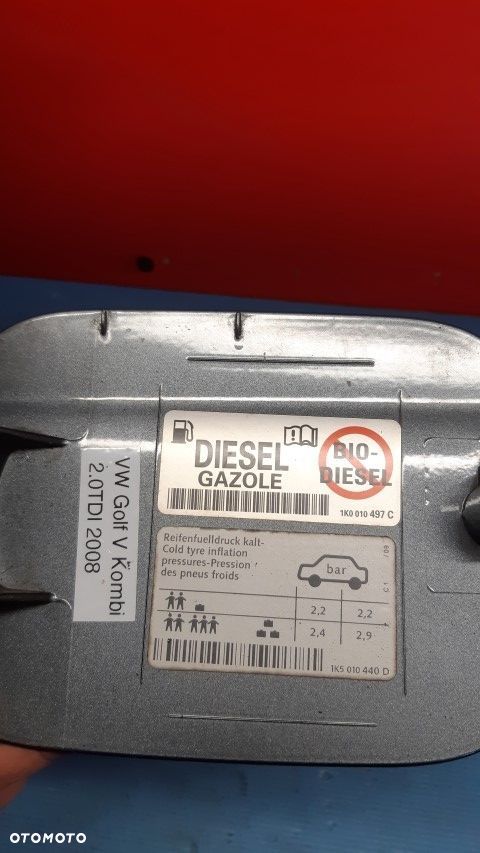 DIESEL
GAZOLE
BIO-
DIESEL
1K0 010 497 C
VW Golf V Kombi
2.0TDI 2008
Reifenfuelldruck kalt-
Cold tyre inflation
pressures-Pression
des pneus froids
bar
2,2 2,2
2,4 2,9
1K5 010 440 D
OTOMOTO